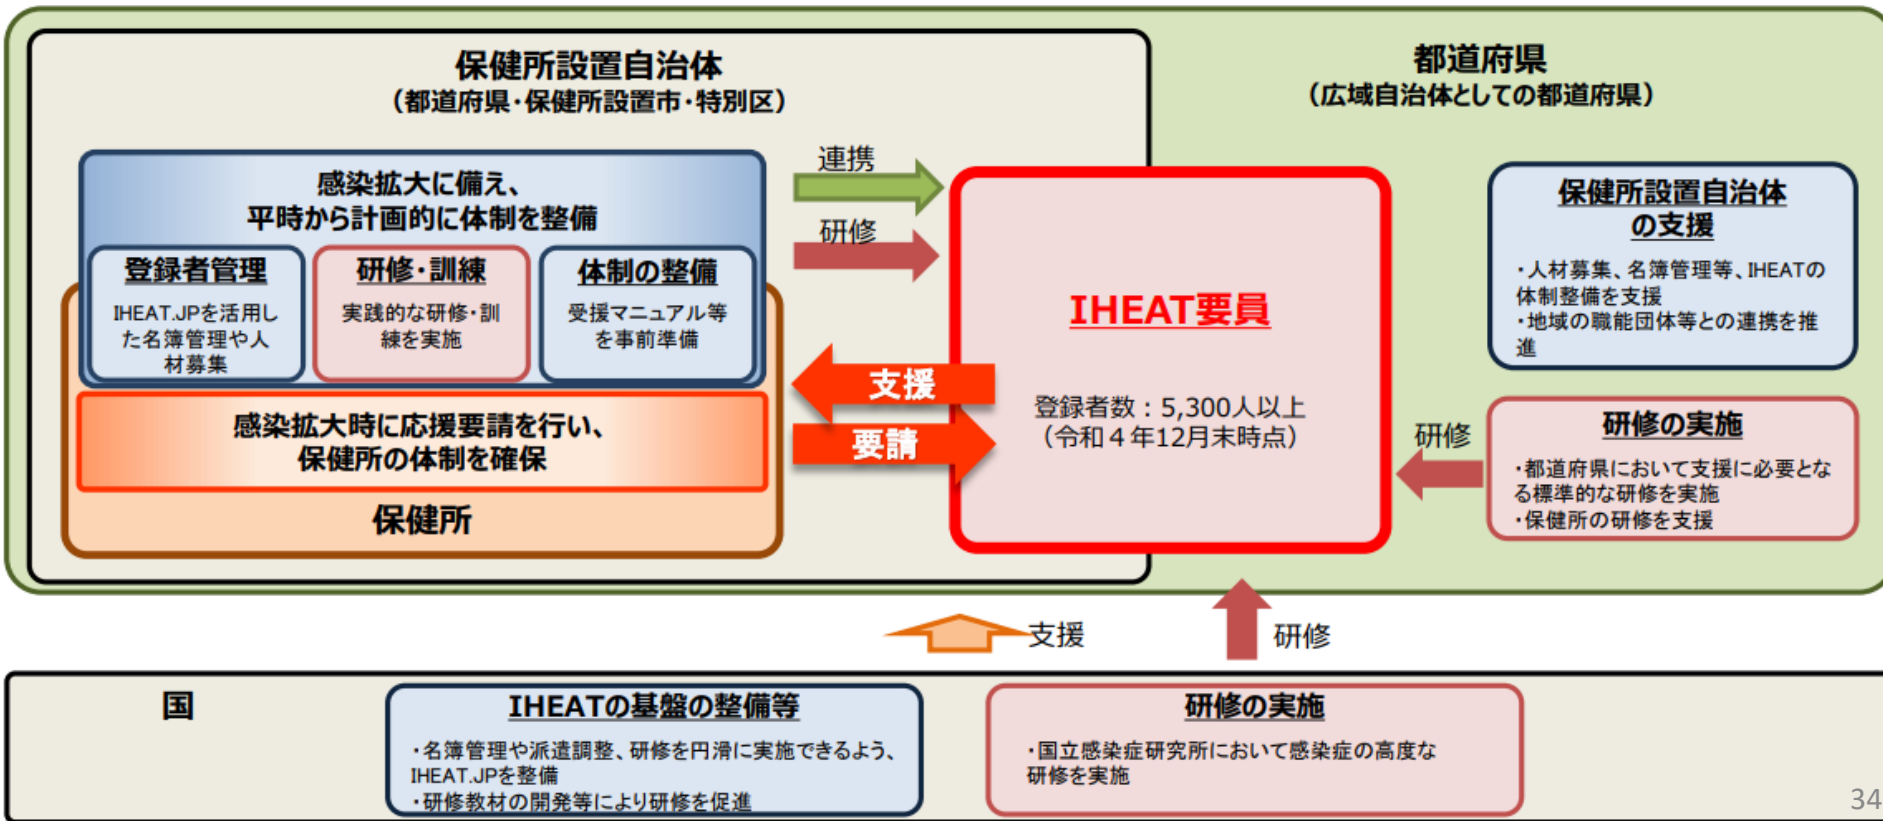 保健所設置自治体
（都道府県・保健所設置市・特別区）
都道府県
（広域自治体としての都道府県）
感染拡大に備え、
平時から計画的に体制を整備
登録者管理
IHEAT.JPを活用し
た名簿管理や人
材募集
研修・訓練
実践的な研修・訓
練を実施
体制の整備
受援マニュアル等
を事前準備
感染拡大時に応援要請を行い、
保健所の体制を確保
保健所
連携
研修
支援
要請
IHEAT要員
登録者数：5,300人以上
（令和４年12月末時点）
保健所設置自治体
の支援
・人材募集、名簿管理等、IHEATの
体制整備を支援
・地域の職能団体等との連携を推
進
研修
研修の実施
・都道府県において支援に必要とな
る標準的な研修を実施
・保健所の研修を支援
支援
研修
国
IHEATの基盤の整備等
・名簿管理や派遣調整、研修を円滑に実施できるよう、
IHEAT.JPを整備
・研修教材の開発等により研修を促進
研修の実施
・国立感染症研究所において感染症の高度な
研修を実施
34